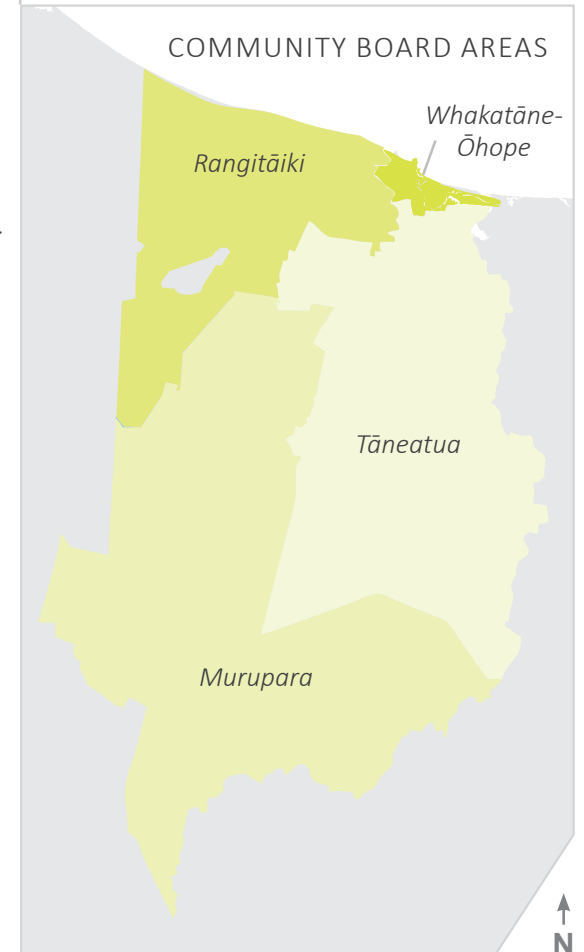 COMMUNITY BOARD AREAS
Whakatāne-
Ōhope
Rangitāiki
Tāneatua
Murupara
N